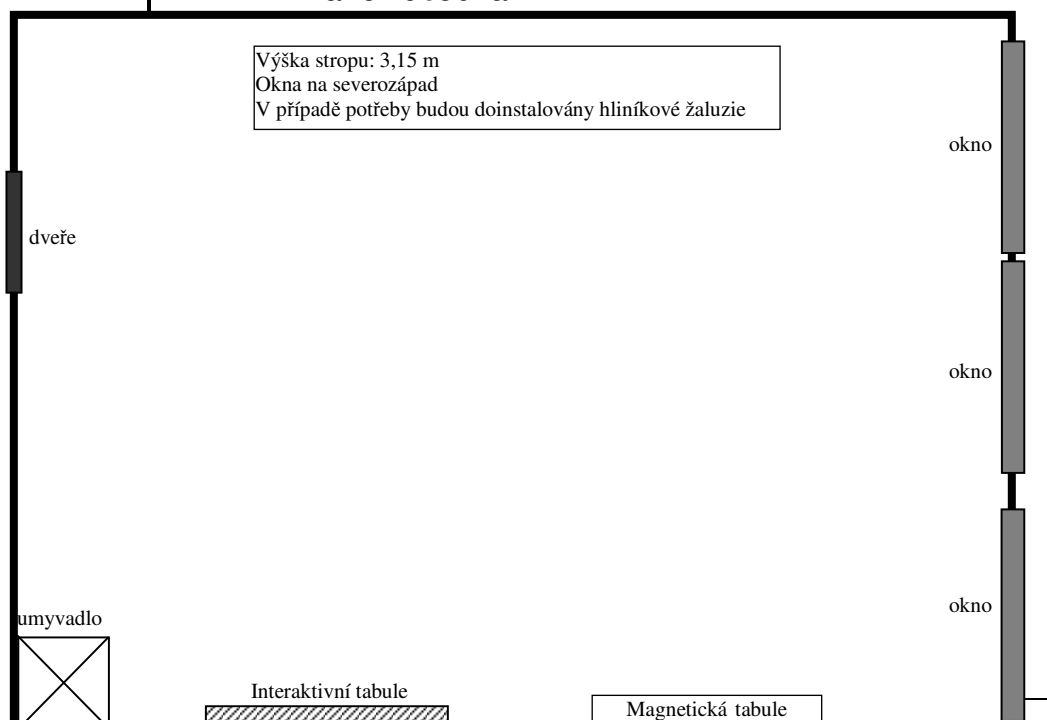 Výška stropu: 3,15 m
Okna na severozápad
V případě potřeby budou doinstalovány hliníkové žaluzie
okno
dveře
okno
okno
umyvadlo
Interaktivní tabule
Magnetická tabule